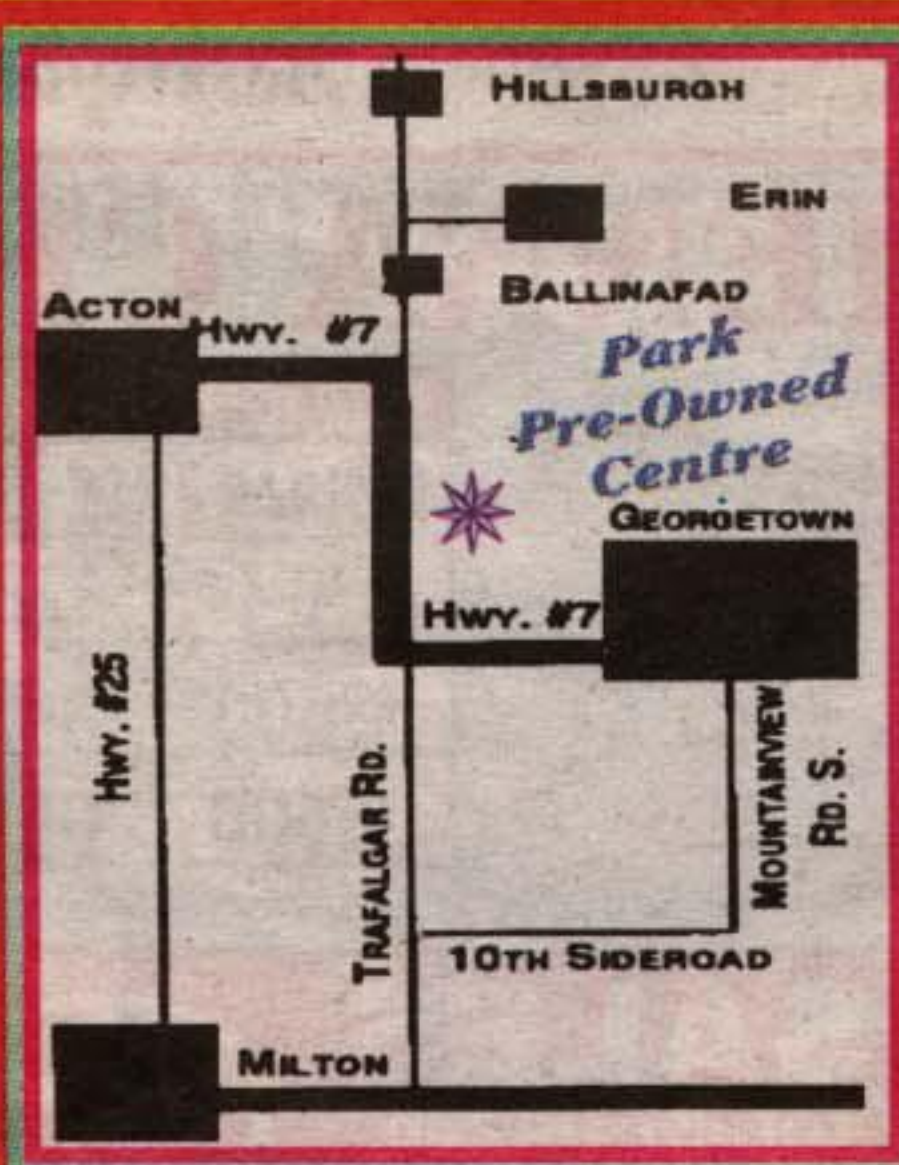 HILLSBURGH
ERIN
BALLINAFAD
ACTON
HWY. #7
Park
Pre-Owned
Centre
GEORGETOWN
HWY. #7
HWY. #25
TRAFALGAR RD.
MOUNTAINVIEW
RD. S.
10TH SIDEROAD
MILTON